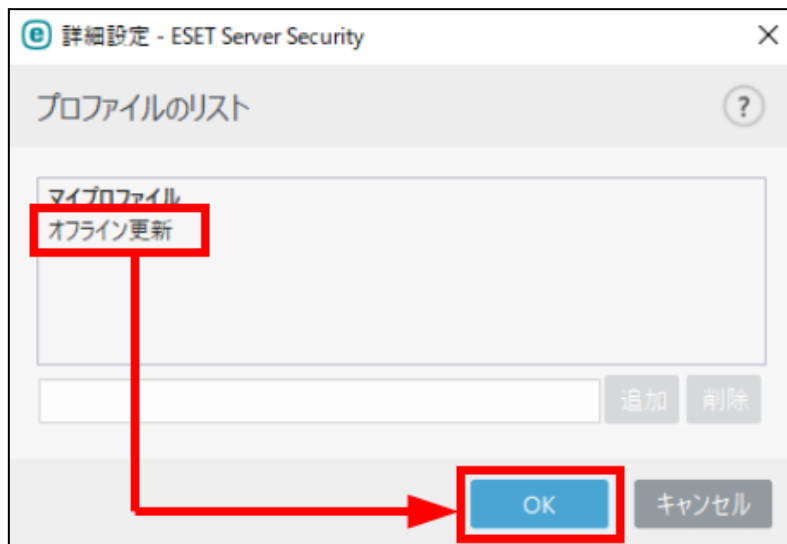 詳細設定 - ESET Server Security
プロファイルのリスト
?
マイプロファイル
オフライン更新
追加 削除
OK キャンセル